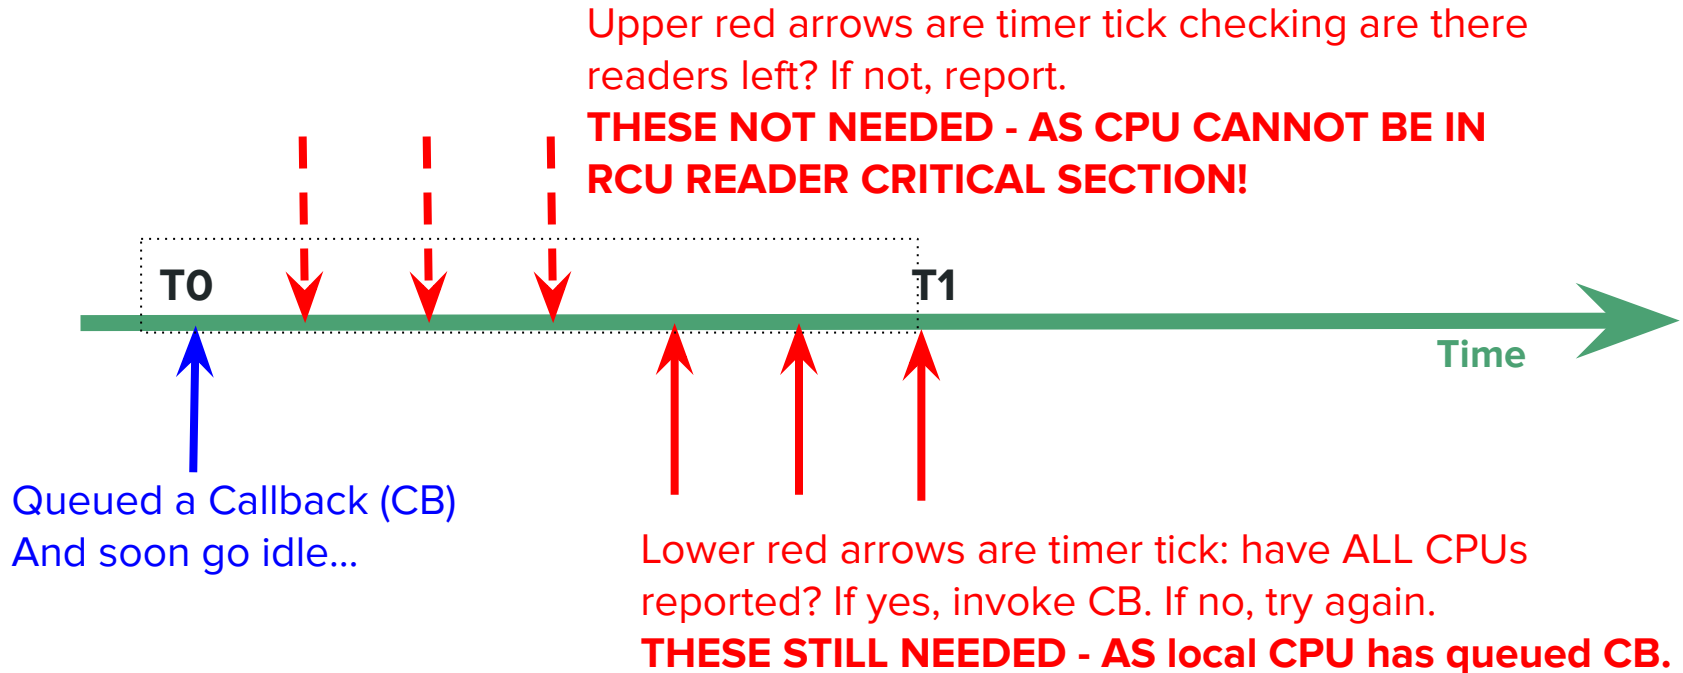 Upper red arrows are timer tick checking are there
readers left? If not, report.
THESE NOT NEEDED - AS CPU CANNOT BE IN
RCU READER CRITICAL SECTION!
T0
T1
Time
Queued a Callback (CB)
And soon go idle...
Lower red arrows are timer tick: have ALL CPUs
reported? If yes, invoke CB. If no, try again.
THESE STILL NEEDED - AS local CPU has queued CB.